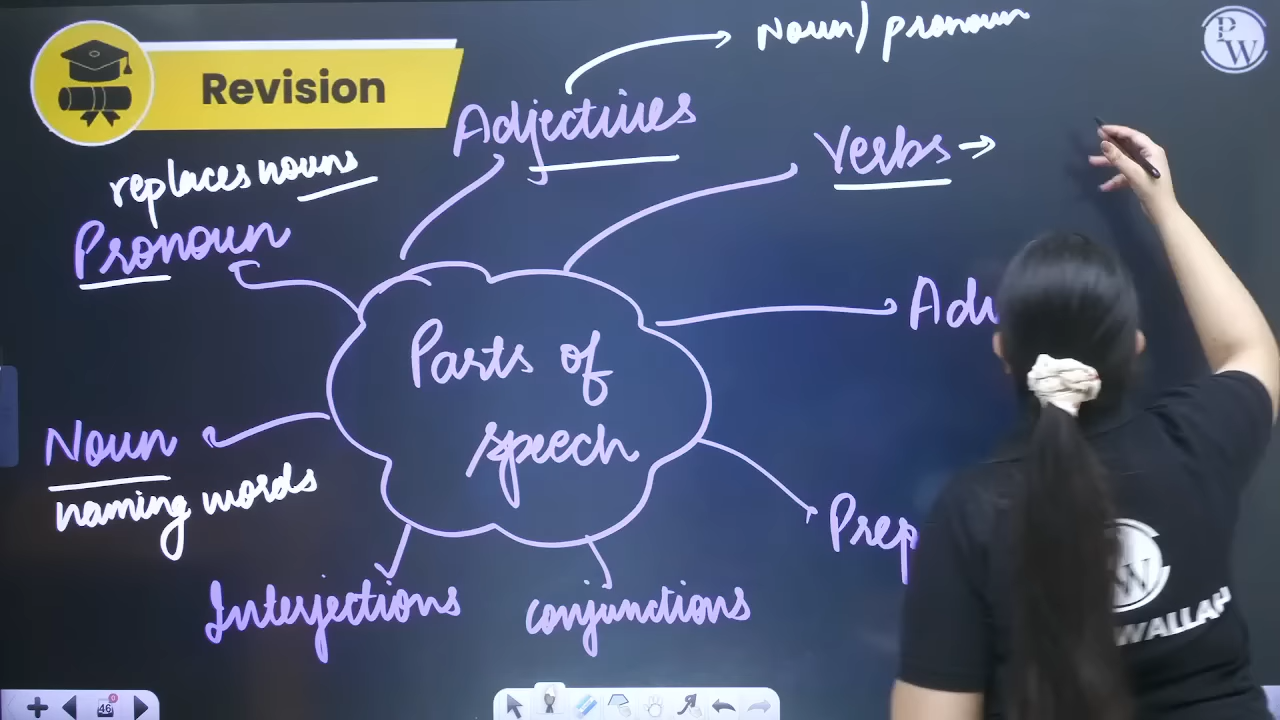 Revision
Noun/pronoun
PW
Adjectives
Verbs →
replaces nouns
Pronoun
Adv
Parts of
speech
Noun
naming words
Prep
Interjections
conjunctions
W
WALLAH
46